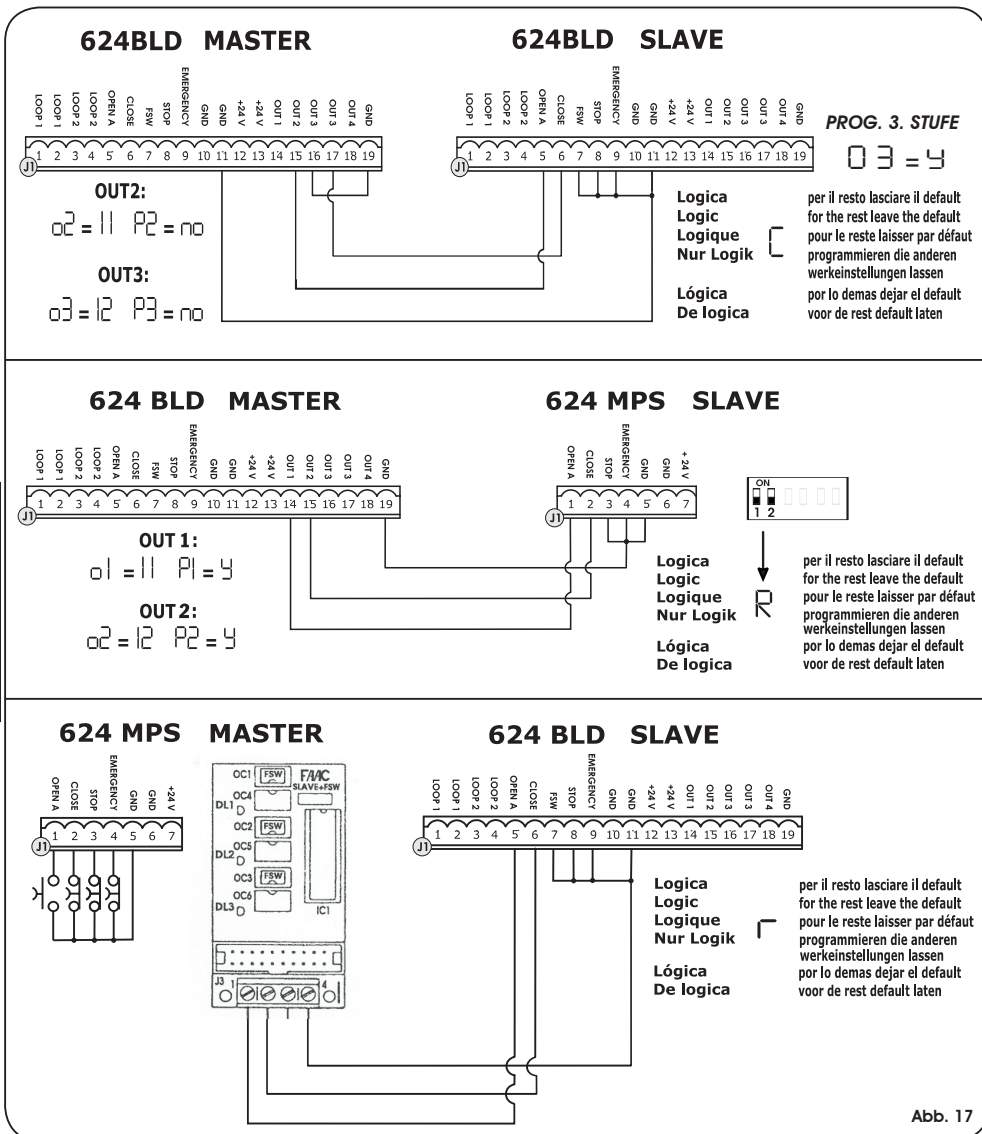 624BLD MASTER
LOOP 1 LOOP 1 LOOP 2 LOOP 2 OPEN A CLOSE FSW STOP EMERGENCY GND GND +24 V +24 V OUT 1 OUT 2 OUT 3 OUT 3 OUT 4 GND
J1 1 2 3 4 5 6 7 8 9 10 11 12 13 14 15 16 17 18 19
OUT2:
o2 = 11 P2 = no
OUT3:
o3 = 12 P3 = no
624BLD SLAVE
LOOP 1 LOOP 1 LOOP 2 LOOP 2 OPEN A CLOSE FSW STOP EMERGENCY GND GND +24 V +24 V OUT 1 OUT 2 OUT 3 OUT 3 OUT 4 GND
J1 1 2 3 4 5 6 7 8 9 10 11 12 13 14 15 16 17 18 19
PROG. 3. STUFE
03 = Y
Logica per il resto lasciare il default
Logic for the rest leave the default
Logique pour le reste laisser par défaut
Nur Logik C programmieren die anderen
werkeinstellungen lassen
Lógica por lo demas dejar el default
De logica voor de rest default laten
624 BLD MASTER
LOOP 1 LOOP 1 LOOP 2 LOOP 2 OPEN A CLOSE FSW STOP EMERGENCY GND GND +24 V +24 V OUT 1 OUT 2 OUT 3 OUT 3 OUT 4 GND
J1 1 2 3 4 5 6 7 8 9 10 11 12 13 14 15 16 17 18 19
OUT 1:
o1 = 11 P1 = Y
OUT 2:
o2 = 12 P2 = Y
624 MPS SLAVE
OPEN A CLOSE STOP EMERGENCY GND GND + 24 V
J1 1 2 3 4 5 6 7
ON
1 2
Logica per il resto lasciare il default
Logic for the rest leave the default
Logique pour le reste laisser par défaut
Nur Logik R programmieren die anderen
werkeinstellungen lassen
Lógica por lo demas dejar el default
De logica voor de rest default laten
624 MPS MASTER
OPEN A CLOSE STOP EMERGENCY GND GND +24 V
J1 1 2 3 4 5 6 7
OC1 FSW FAAC
SLAVE+FSW
OC4
DL1
OC2 FSW
OC5
DL2
OC3 FSW
OC6
DL3 IC1
J3 1 4
624 BLD SLAVE
LOOP 1 LOOP 1 LOOP 2 LOOP 2 OPEN A CLOSE FSW STOP EMERGENCY GND GND +24 V +24 V OUT 1 OUT 2 OUT 3 OUT 3 OUT 4 GND
J1 1 2 3 4 5 6 7 8 9 10 11 12 13 14 15 16 17 18 19
Logica per il resto lasciare il default
Logic for the rest leave the default
Logique pour le reste laisser par défaut
Nur Logik r programmieren die anderen
werkeinstellungen lassen
Lógica por lo demas dejar el default
De logica voor de rest default laten
Abb. 17